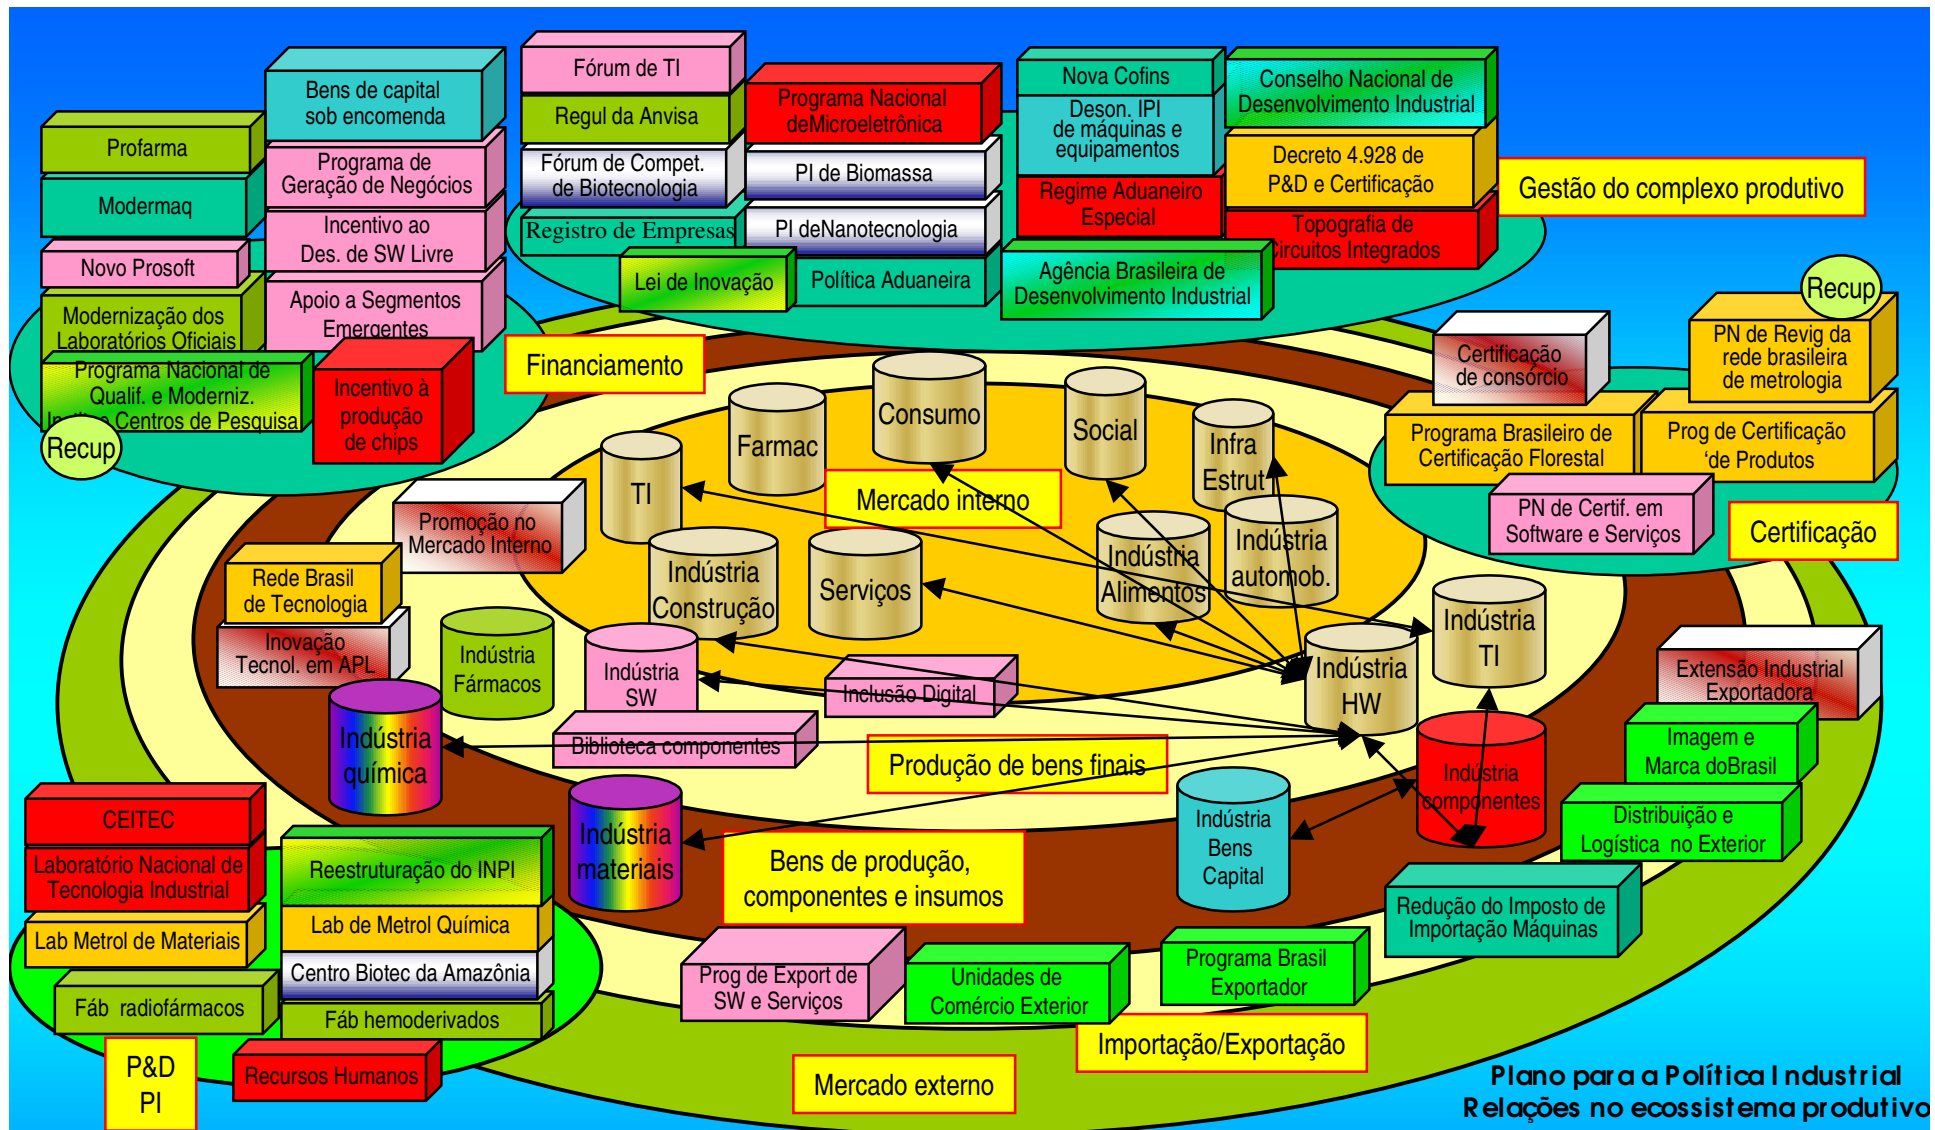 Profarma
Modermaq
Novo Prosoft
Modernização dos
Laboratórios Oficiais
Programa Nacional de
Qualif. e Moderniz.
Centros de Pesquisa
Recup
Bens de capital
sob encomenda
Programa de
Geração de Negócios
Incentivo ao
Des. de SW Livre
Apoio a Segmentos
Emergentes
Incentivo à
produção
de chips
Financiamento
Fórum de TI
Regul da Anvisa
Fórum de Compet.
de Biotecnologia
Registro de Empresas
Lei de Inovação
Programa Nacional
deMicroeletrônica
PI de Biomassa
PI deNanotecnologia
Política Aduaneira
Nova Cofins
Deson. IPI
de máquinas e
equipamentos
Regime Aduaneiro
Especial
Agência Brasileira de
Desenvolvimento Industrial
Conselho Nacional de
Desenvolvimento Industrial
Decreto 4.928 de
P&D e Certificação
Topografia de
Circuitos Integrados
Gestão do complexo produtivo
Recup
PN de Revig da
rede brasileira
de metrologia
Certificação
de consórcio
Programa Brasileiro de
Certificação Florestal
Prog de Certificação
‘de Produtos
PN de Certif. em
Software e Serviços
Certificação
Consumo
Farmac
Social
Infra
Estrut
TI
Mercado interno
Indústria
Construção
Serviços
Indústria
Alimentos
Indústria
automob.
Promoção no
Mercado Interno
Rede Brasil
de Tecnologia
Inovação
Tecnol. em APL
Indústria
Fármacos
Indústria
SW
Inclusão Digital
Biblioteca componentes
Indústria
química
Indústria
materiais
Indústria
HW
Indústria
TI
Indústria
componentes
Indústria
Bens
Capital
Produção de bens finais
Bens de produção,
componentes e insumos
Extensão Industrial
Exportadora
Imagem e
Marca doBrasil
Distribuição e
Logística no Exterior
Redução do Imposto de
Importação Máquinas
Programa Brasil
Exportador
Unidades de
Comércio Exterior
Prog de Export de
SW e Serviços
Importação/Exportação
Mercado externo
CEITEC
Laboratório Nacional de
Tecnologia Industrial
Lab Metrol de Materiais
Fáb radiofármacos
Reestruturação do INPI
Lab de Metrol Química
Centro Biotec da Amazônia
Fáb hemoderivados
Recursos Humanos
P&D
PI
Plano para a Política Industrial
Relações no ecossistema produtivo